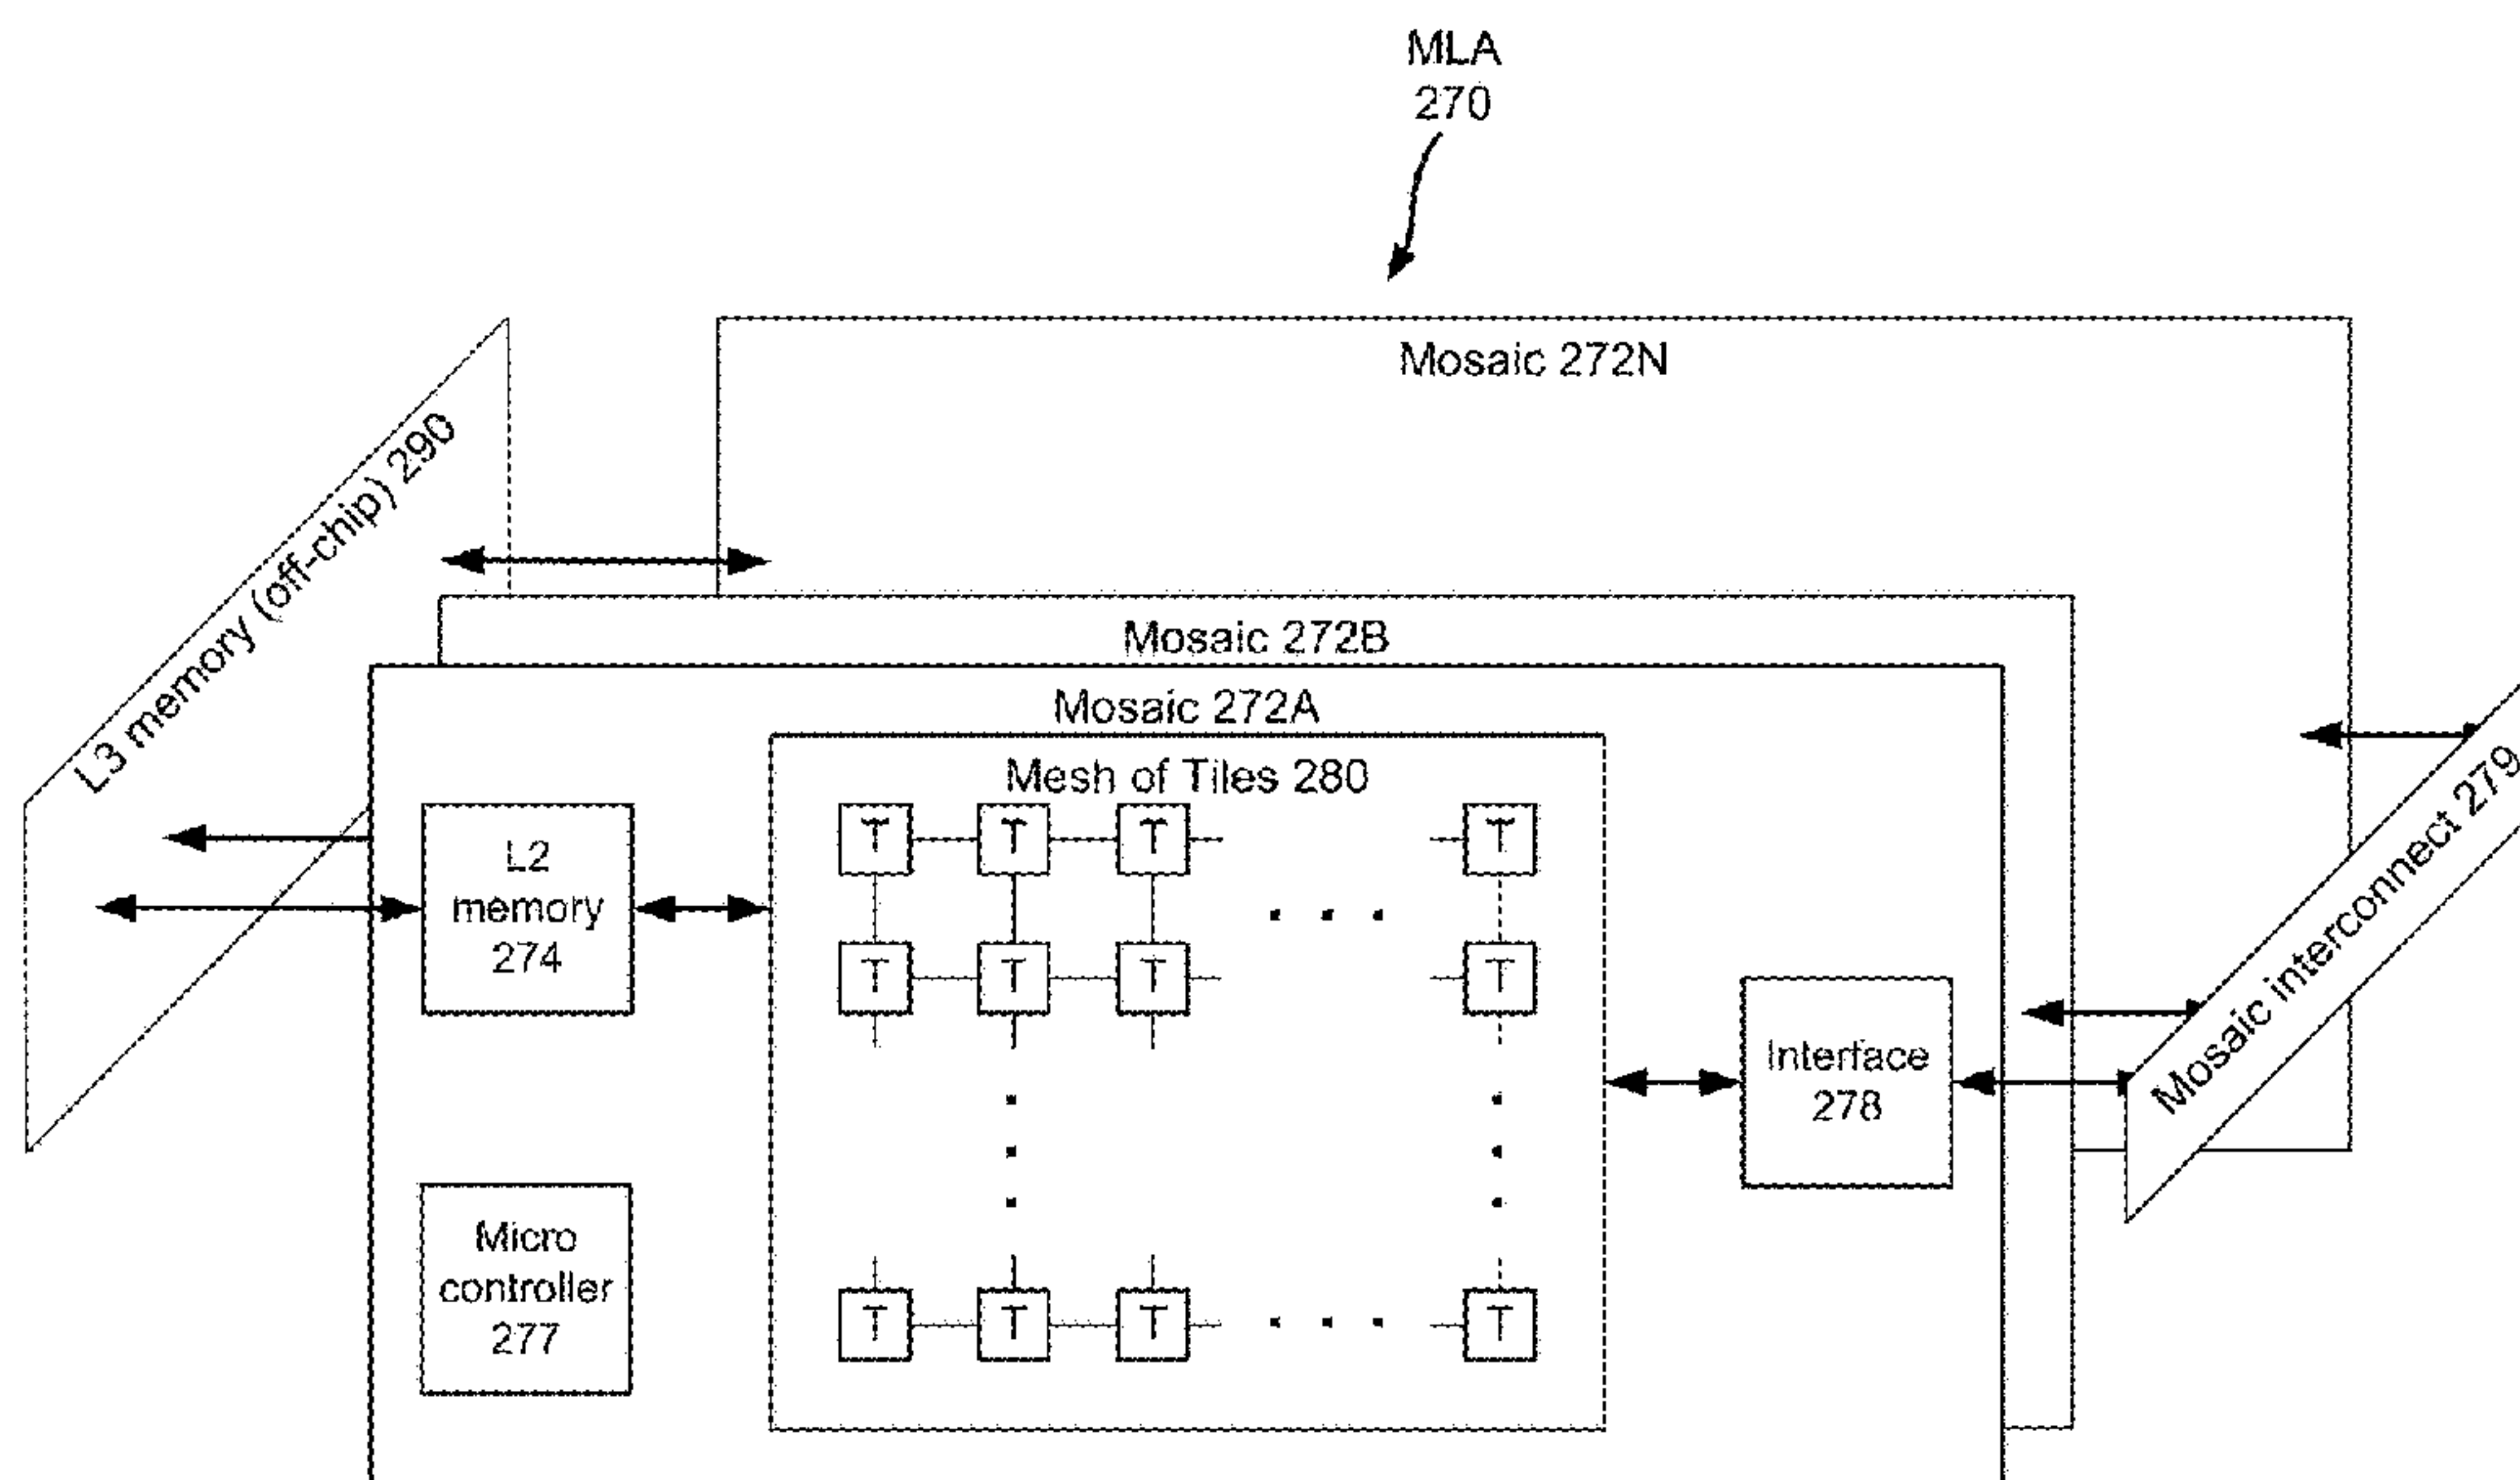 MLA
270
Mosaic 272N
L3 memory (off-chip) 290
Mosaic 272B
Mosaic 272A
Mesh of Tiles 280
T T T T
L2
memory
274
T T T T
Mosaic interconnect 279
Interface
278
Micro
controller
277
T T T T